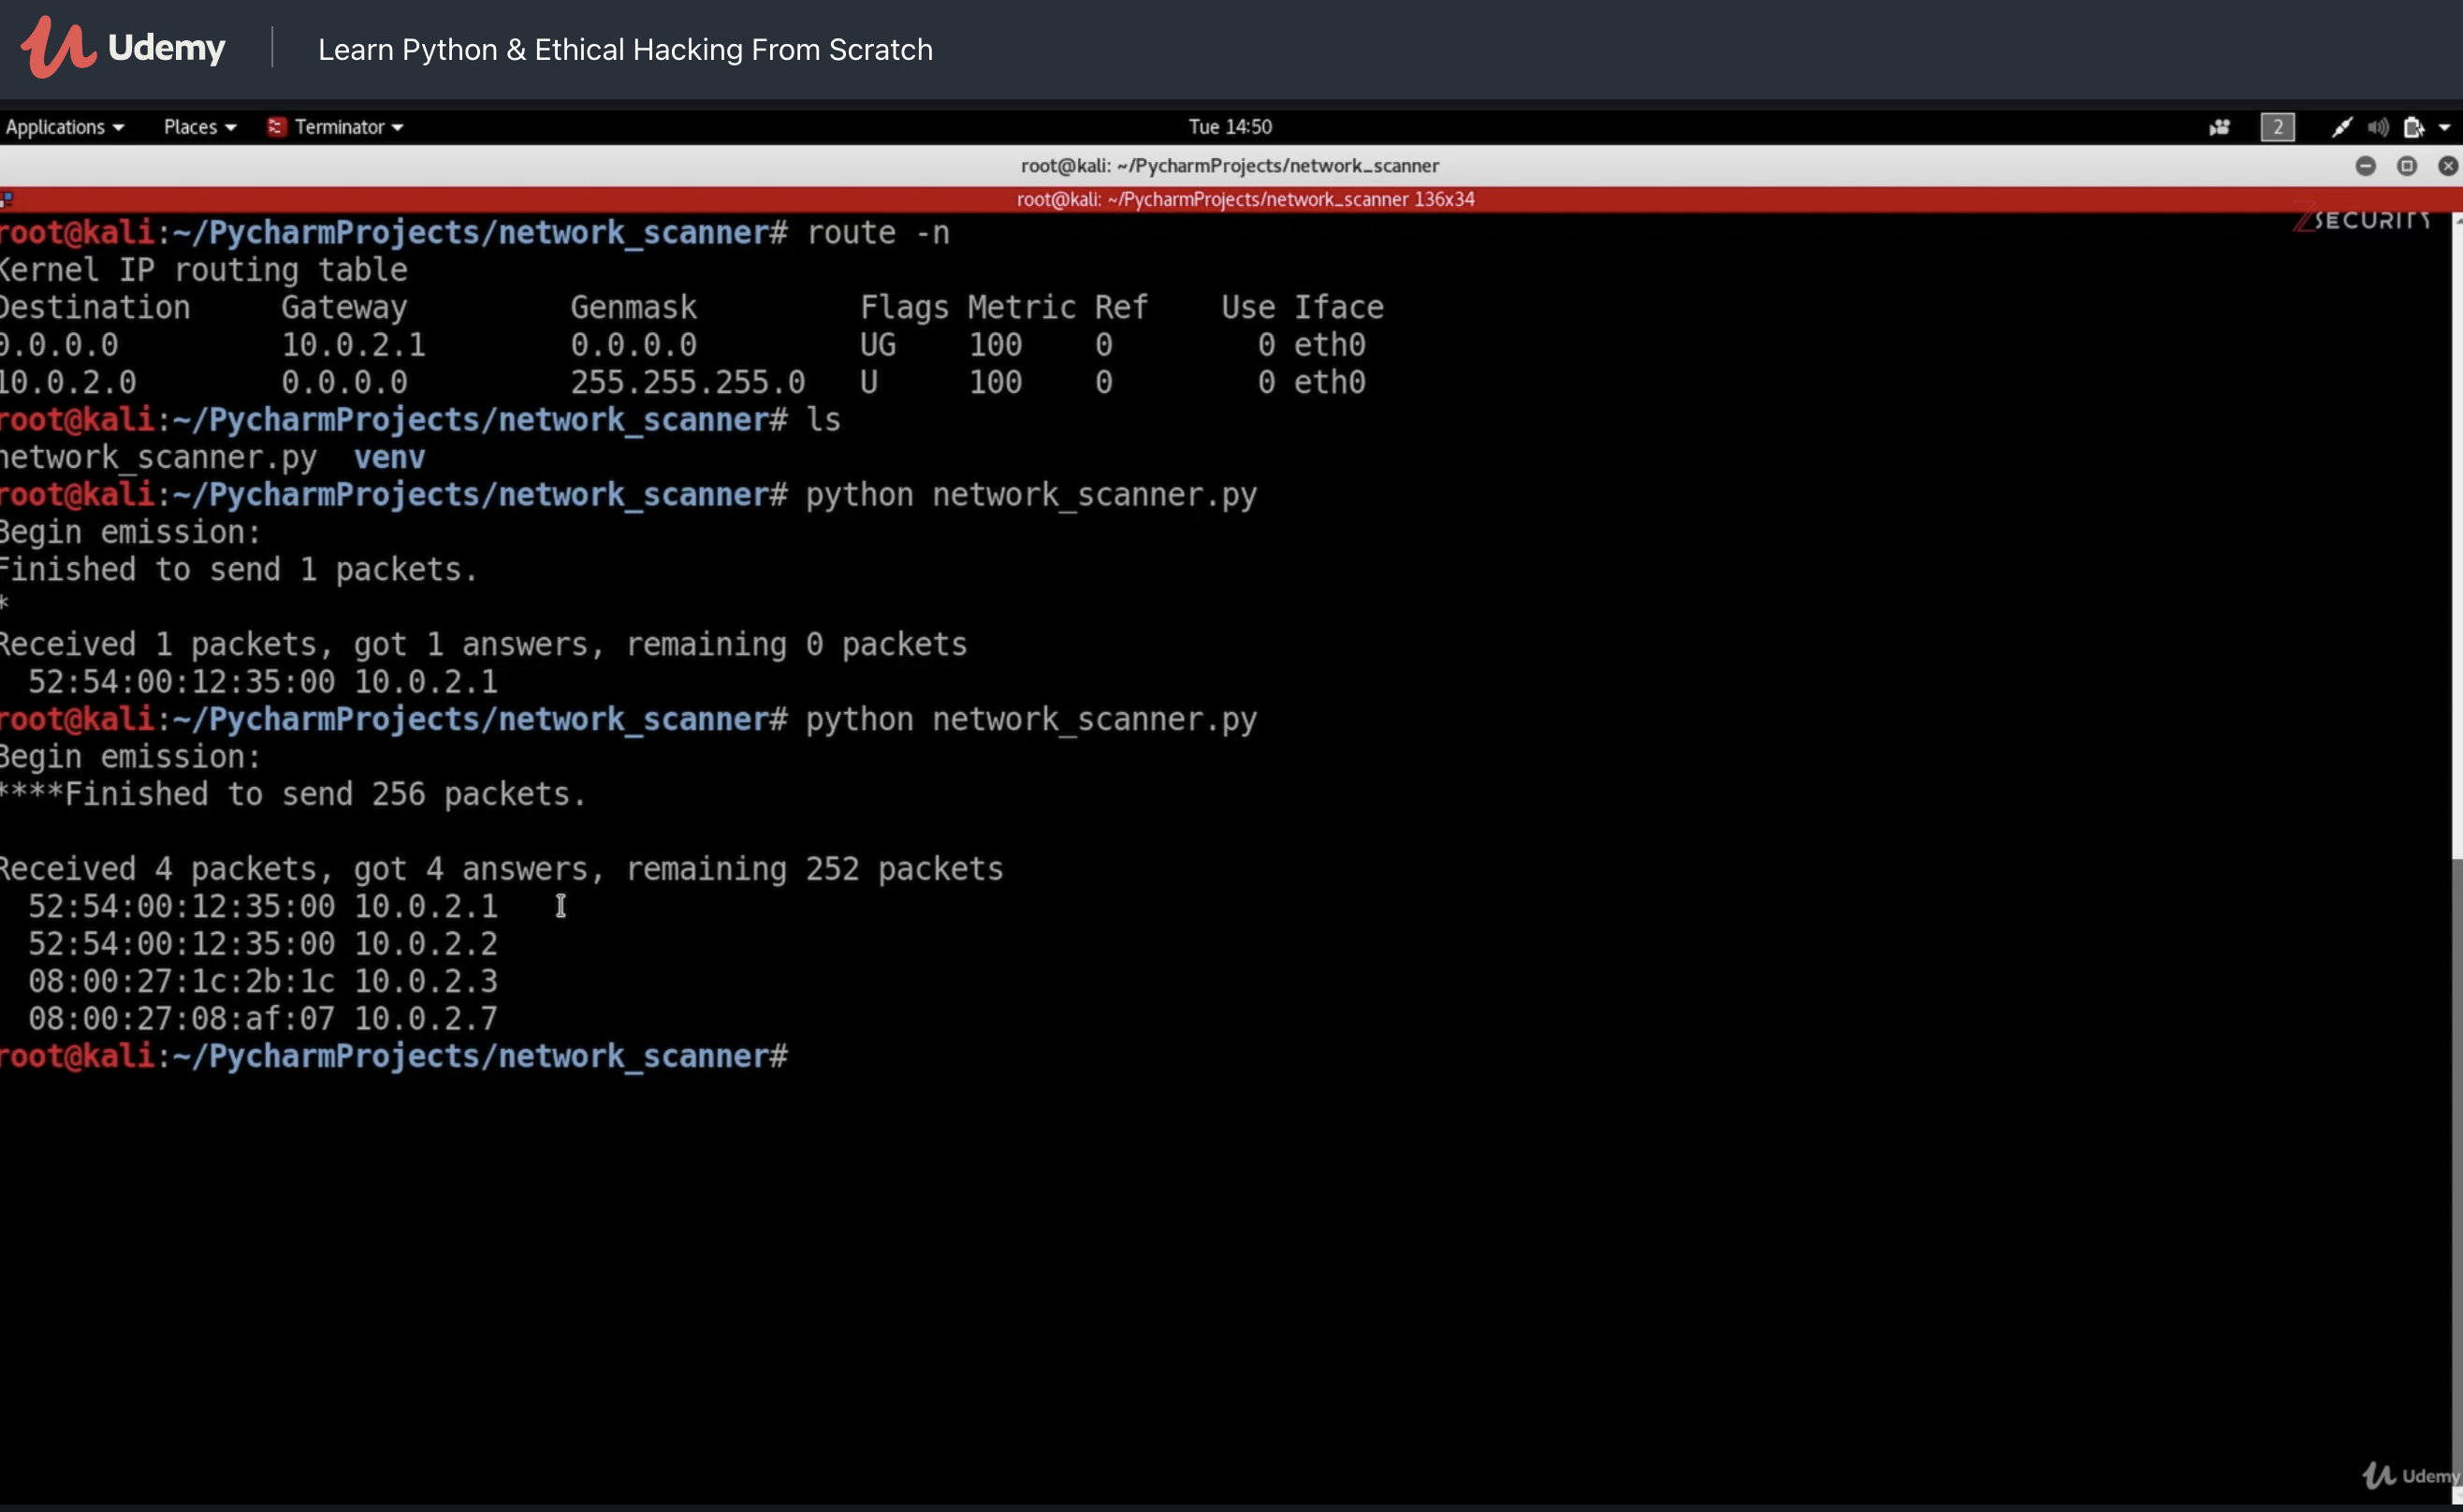 Udemy Learn Python & Ethical Hacking From Scratch
Applications Places Terminator Tue 14:50 2
root@kali: ~/PycharmProjects/network_scanner
root@kali: ~/PycharmProjects/network_scanner 136x34
root@kali:~/PycharmProjects/network_scanner# route -n
ZSECURITY
Kernel IP routing table
Destination Gateway Genmask Flags Metric Ref Use Iface
0.0.0.0 10.0.2.1 0.0.0.0 UG 100 0 0 eth0
10.0.2.0 0.0.0.0 255.255.255.0 U 100 0 0 eth0
root@kali:~/PycharmProjects/network_scanner# ls
network_scanner.py venv
root@kali:~/PycharmProjects/network_scanner# python network_scanner.py
Begin emission:
Finished to send 1 packets.
*
Received 1 packets, got 1 answers, remaining 0 packets
52:54:00:12:35:00 10.0.2.1
root@kali:~/PycharmProjects/network_scanner# python network_scanner.py
Begin emission:
****Finished to send 256 packets.
Received 4 packets, got 4 answers, remaining 252 packets
52:54:00:12:35:00 10.0.2.1
52:54:00:12:35:00 10.0.2.2
08:00:27:1c:2b:1c 10.0.2.3
08:00:27:08:af:07 10.0.2.7
root@kali:~/PycharmProjects/network_scanner#
Udemy